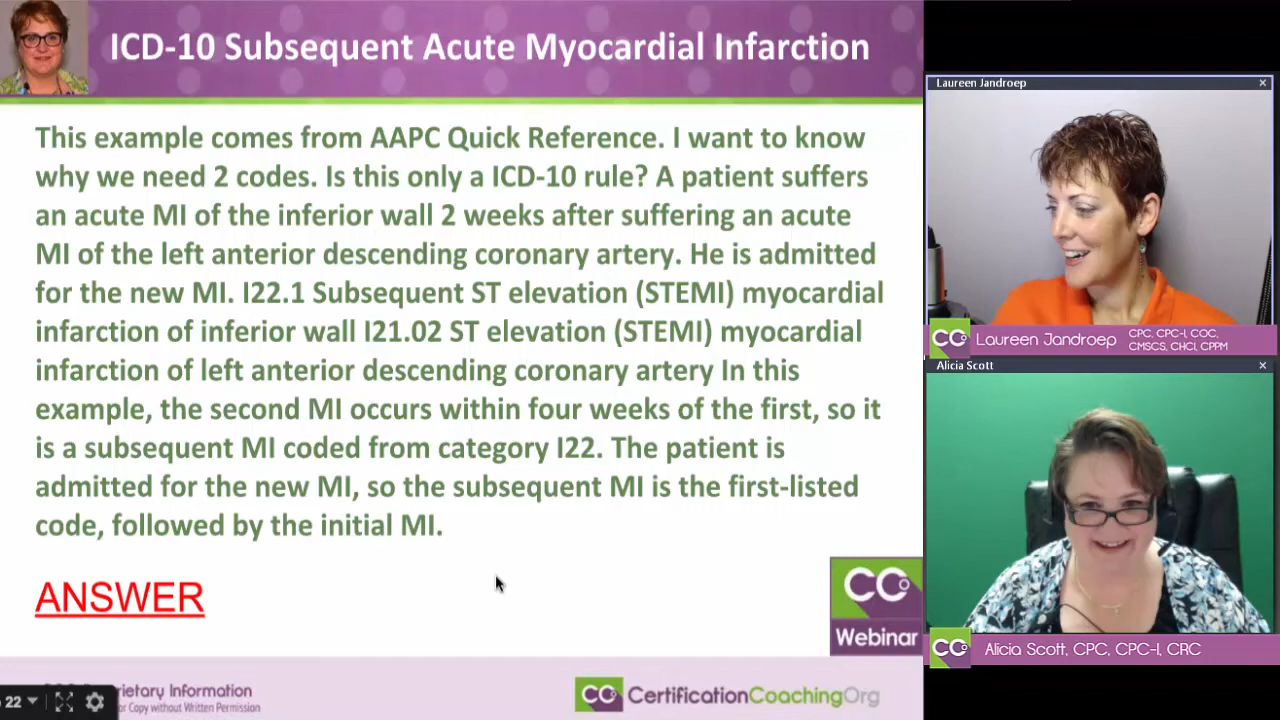 ICD-10 Subsequent Acute Myocardial Infarction
This example comes from AAPC Quick Reference. I want to know
why we need 2 codes. Is this only a ICD-10 rule? A patient suffers
an acute MI of the inferior wall 2 weeks after suffering an acute
MI of the left anterior descending coronary artery. He is admitted
for the new MI. I22.1 Subsequent ST elevation (STEMI) myocardial
infarction of inferior wall I21.02 ST elevation (STEMI) myocardial
infarction of left anterior descending coronary artery In this
example, the second MI occurs within four weeks of the first, so it
is a subsequent MI coded from category I22. The patient is
admitted for the new MI, so the subsequent MI is the first-listed
code, followed by the initial MI.
ANSWER
CCO
Webinar
Information
Copy without Written Permission
22
CCO CertificationCoachingOrg
Laureen Jandroep
CCO Laureen Jandroep
CPC, CPC-I, COC,
CMSCS, CHCI, CPPM
Alicia Scott
CCO Alicia Scott, CPC, CPC-I, CRC